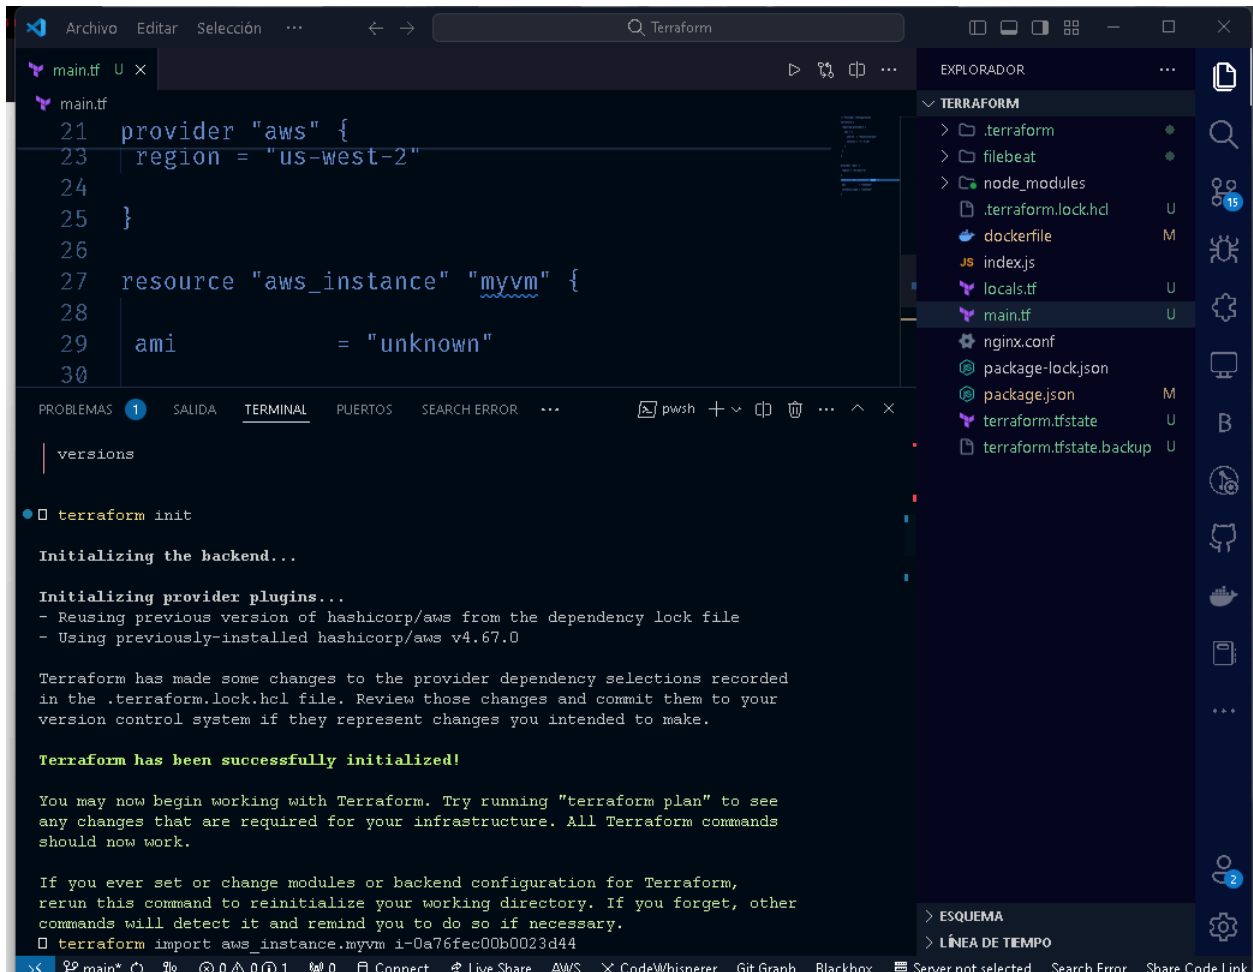 Archivo Editar Selección ··· Terraform
main.tf U
main.tf
21 provider "aws" {
23 region = "us-west-2"
24
25 }
26
27 resource "aws_instance" "myvm" {
28
29 ami = "unknown"
30
PROBLEMAS 1 SALIDA TERMINAL PUERTOS SEARCH ERROR ··· pwsh
versions
terraform init
Initializing the backend...
Initializing provider plugins...
- Reusing previous version of hashicorp/aws from the dependency lock file
- Using previously-installed hashicorp/aws v4.67.0
Terraform has made some changes to the provider dependency selections recorded
in the .terraform.lock.hcl file. Review those changes and commit them to your
version control system if they represent changes you intended to make.
Terraform has been successfully initialized!
You may now begin working with Terraform. Try running "terraform plan" to see
any changes that are required for your infrastructure. All Terraform commands
should now work.
If you ever set or change modules or backend configuration for Terraform,
rerun this command to reinitialize your working directory. If you forget, other
commands will detect it and remind you to do so if necessary.
terraform import aws_instance.myvm i-0a76fec00b0023d44
EXPLORADOR ···
TERRAFORM
.terraform
filebeat
node_modules
.terraform.lock.hcl U
dockerfile M
JS index.js
locals.tf U
main.tf U
nginx.conf
package-lock.json
package.json M
terraform.tfstate U
terraform.tfstate.backup U
ESQUEMA
LÍNEA DE TIEMPO
15
B
2
main* 0 0 1 0 Connect Live Share AWS CodeWhisperer Git Graph Blackbox Server not selected Search Error Share Code Link